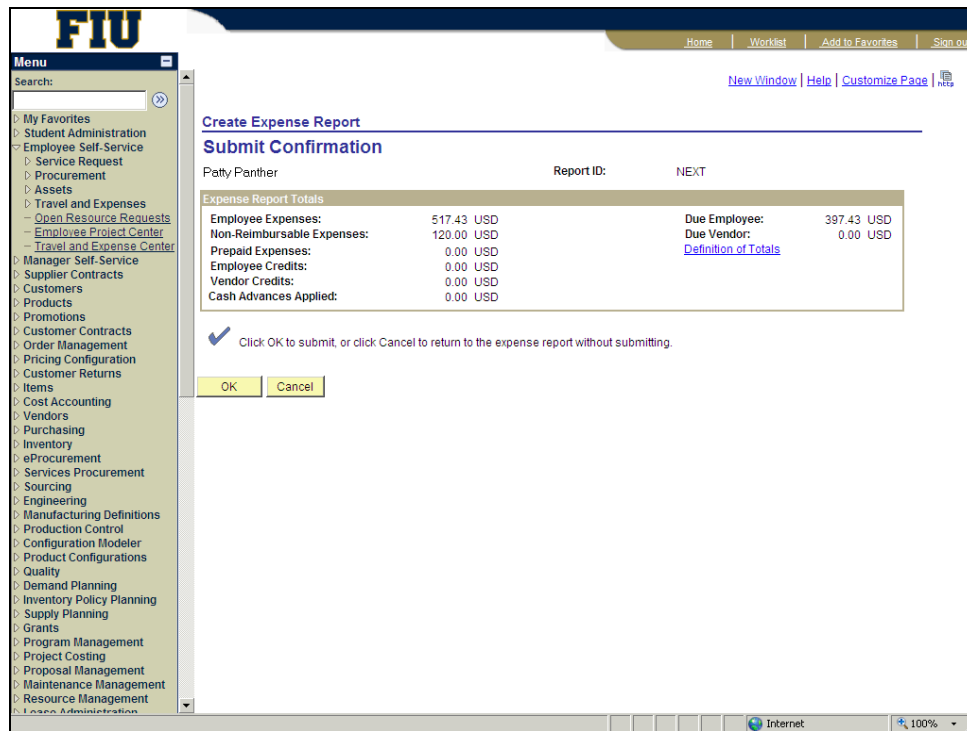 FIU
Home | Worklist | Add to Favorites | Sign ou
Menu
Search:
New Window | Help | Customize Page | http
My Favorites
Student Administration
Employee Self-Service
Service Request
Procurement
Assets
Travel and Expenses
Open Resource Requests
Employee Project Center
Travel and Expense Center
Manager Self-Service
Supplier Contracts
Customers
Products
Promotions
Customer Contracts
Order Management
Pricing Configuration
Customer Returns
Items
Cost Accounting
Vendors
Purchasing
Inventory
eProcurement
Services Procurement
Sourcing
Engineering
Manufacturing Definitions
Production Control
Configuration Modeler
Product Configurations
Quality
Demand Planning
Inventory Policy Planning
Supply Planning
Grants
Program Management
Project Costing
Proposal Management
Maintenance Management
Resource Management
Lease Administration
Create Expense Report
Submit Confirmation
Patty Panther Report ID: NEXT
Expense Report Totals
Employee Expenses: 517.43 USD Due Employee: 397.43 USD
Non-Reimbursable Expenses: 120.00 USD Due Vendor: 0.00 USD
Prepaid Expenses: 0.00 USD Definition of Totals
Employee Credits: 0.00 USD
Vendor Credits: 0.00 USD
Cash Advances Applied: 0.00 USD
Click OK to submit, or click Cancel to return to the expense report without submitting.
OK Cancel
Internet 100%